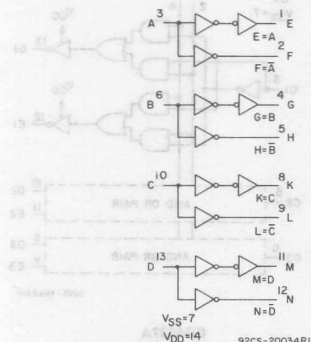 A 3 1 E
E=A
2 F
F=A̅
B 6 4 G
G=B
5 H
H=B̅
C 10 8 K
K=C
9 L
L=C̅
D 13 11 M
M=D
12 N
N=D̅
VSS=7
VDD=14
92CS-20034R1